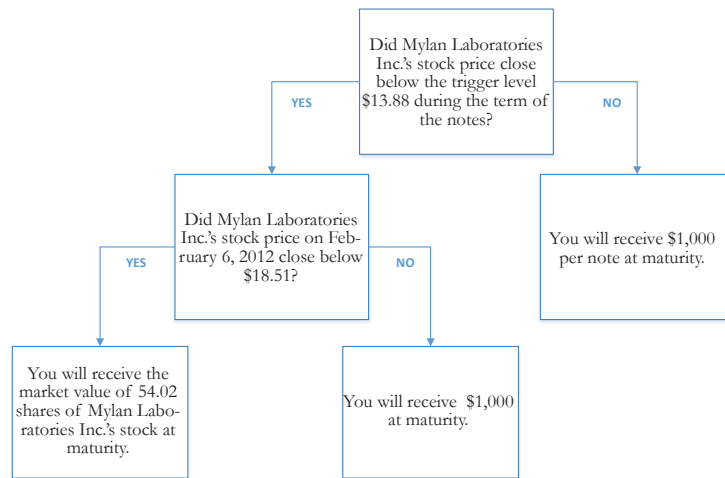 Did Mylan Laboratories
Inc.'s stock price close
below the trigger level
$13.88 during the term of
the notes?
YES
NO
Did Mylan Laboratories
Inc.'s stock price on Feb-
ruary 6, 2012 close below
$18.51?
You will receive $1,000
per note at maturity.
YES
NO
You will receive the
market value of 54.02
shares of Mylan Labo-
ratories Inc.'s stock at
maturity.
You will receive $1,000
at maturity.